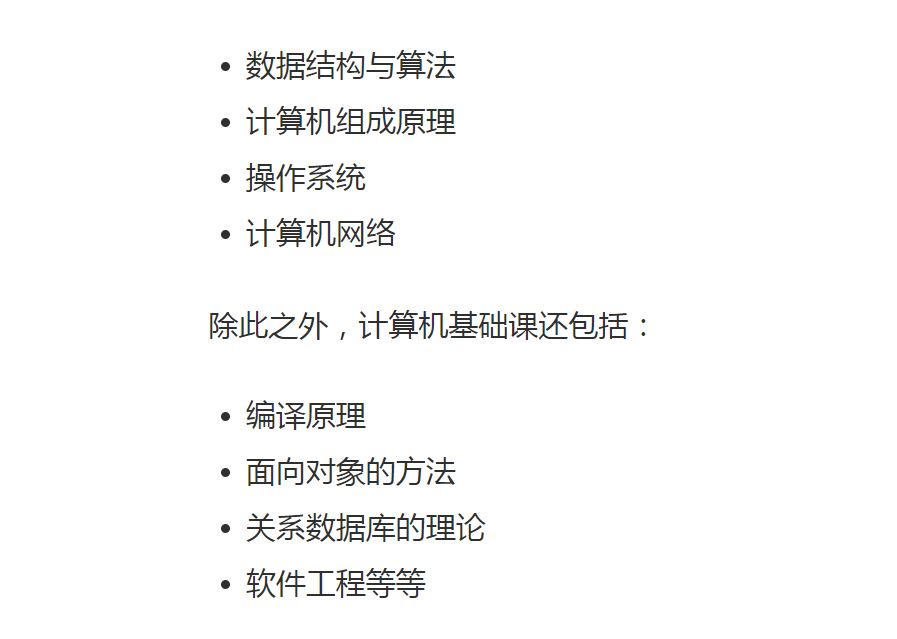 • 数据结构与算法
• 计算机组成原理
• 操作系统
• 计算机网络
除此之外，计算机基础课还包括：
• 编译原理
• 面向对象的方法
• 关系数据库的理论
• 软件工程等等